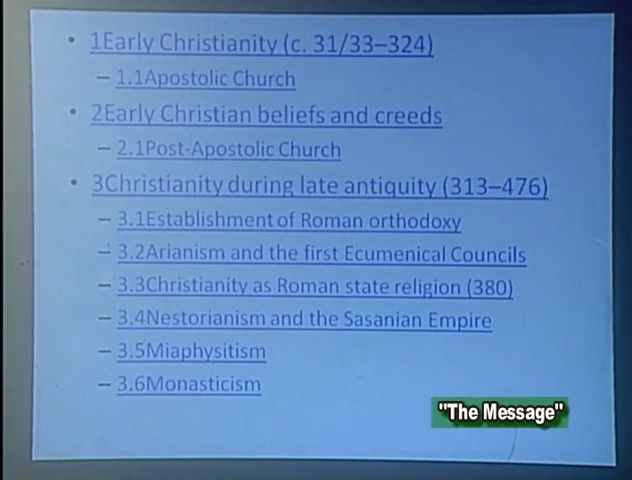 • 1Early Christianity (c. 31/33–324)
– 1.1Apostolic Church
• 2Early Christian beliefs and creeds
– 2.1Post-Apostolic Church
• 3Christianity during late antiquity (313–476)
– 3.1Establishment of Roman orthodoxy
– 3.2Arianism and the first Ecumenical Councils
– 3.3Christianity as Roman state religion (380)
– 3.4Nestorianism and the Sasanian Empire
– 3.5Miaphysitism
– 3.6Monasticism
"The Message"